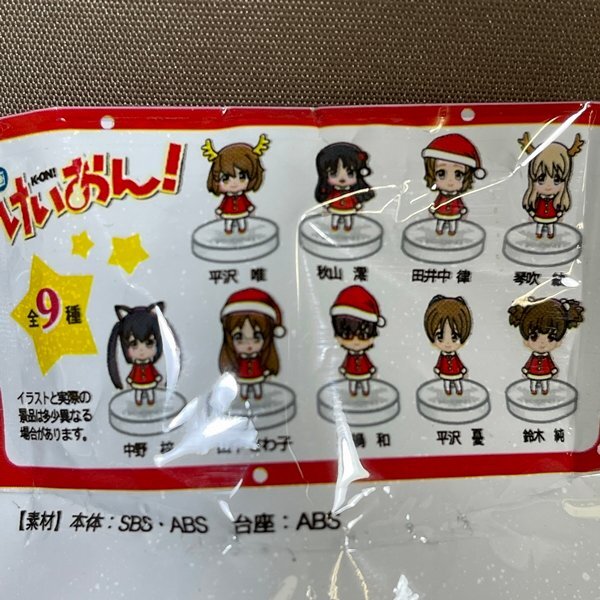 けいおん!
K-ON!
平沢 唯
秋山 澪
田井中 律
琴吹
全9種
イラストと実際の
景品は多少異なる
場合があります。
中野
わ子
和
平沢 憂
鈴木 純
【素材】本体:SBS・ABS 台座:ABS